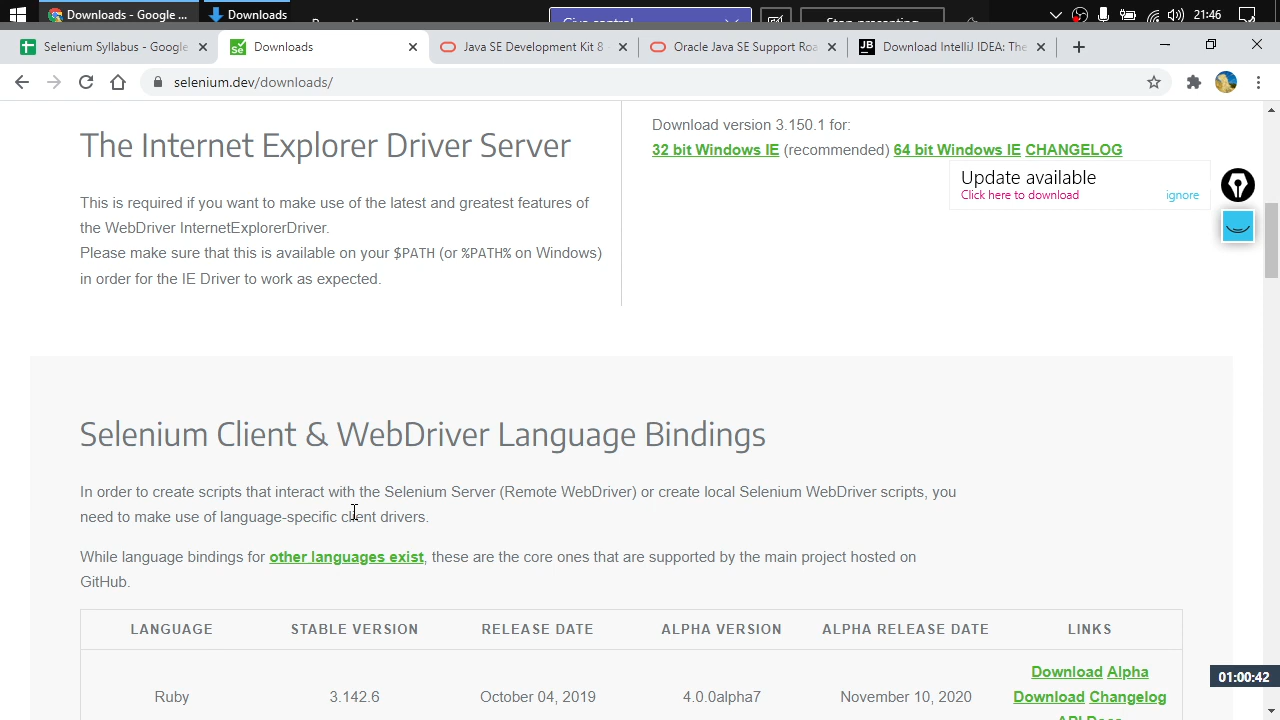 Downloads - Google ...
Downloads
Stop presenting
21:46
Selenium Syllabus - Google
Downloads
Java SE Development Kit 8
Oracle Java SE Support Roa
Download IntelliJ IDEA: The
selenium.dev/downloads/
The Internet Explorer Driver Server
This is required if you want to make use of the latest and greatest features of
the WebDriver InternetExplorerDriver.
Please make sure that this is available on your $PATH (or %PATH% on Windows)
in order for the IE Driver to work as expected.
Download version 3.150.1 for:
32 bit Windows IE (recommended) 64 bit Windows IE CHANGELOG
Update available
Click here to download ignore
Selenium Client & WebDriver Language Bindings
In order to create scripts that interact with the Selenium Server (Remote WebDriver) or create local Selenium WebDriver scripts, you
need to make use of language-specific client drivers.
While language bindings for other languages exist, these are the core ones that are supported by the main project hosted on
GitHub.
LANGUAGE STABLE VERSION RELEASE DATE ALPHA VERSION ALPHA RELEASE DATE LINKS
Ruby 3.142.6 October 04, 2019 4.0.0alpha7 November 10, 2020
Download Alpha
Download Changelog
API Docs
01:00:42